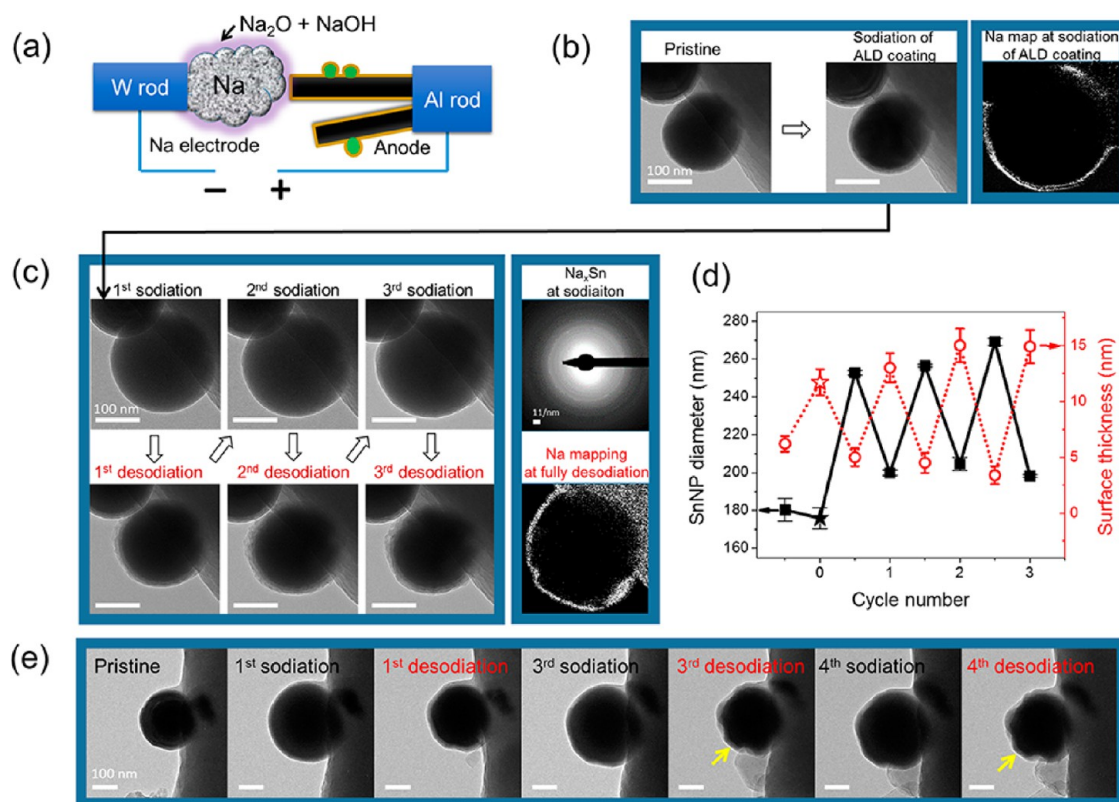 (a)
Na2O + NaOH
W rod
Na
Al rod
Na electrode
Anode
− +
(b)
Pristine
100 nm
Sodiation of
ALD coating
Na map at sodiation
of ALD coating
(c)
1st sodiation
2nd sodiation
3rd sodiation
100 nm
1st desodiation
2nd desodiation
3rd desodiation
NaxSn
at sodiaiton
11/nm
Na mapping
at fully desodiation
(d)
SnNP diameter (nm)
280
260
240
220
200
180
160
0 1 2 3
Cycle number
15
10
5
0
Surface thickness (nm)
(e)
Pristine
1st sodiation
1st desodiation
3rd sodiation
3rd desodiation
4th sodiation
4th desodiation
100 nm